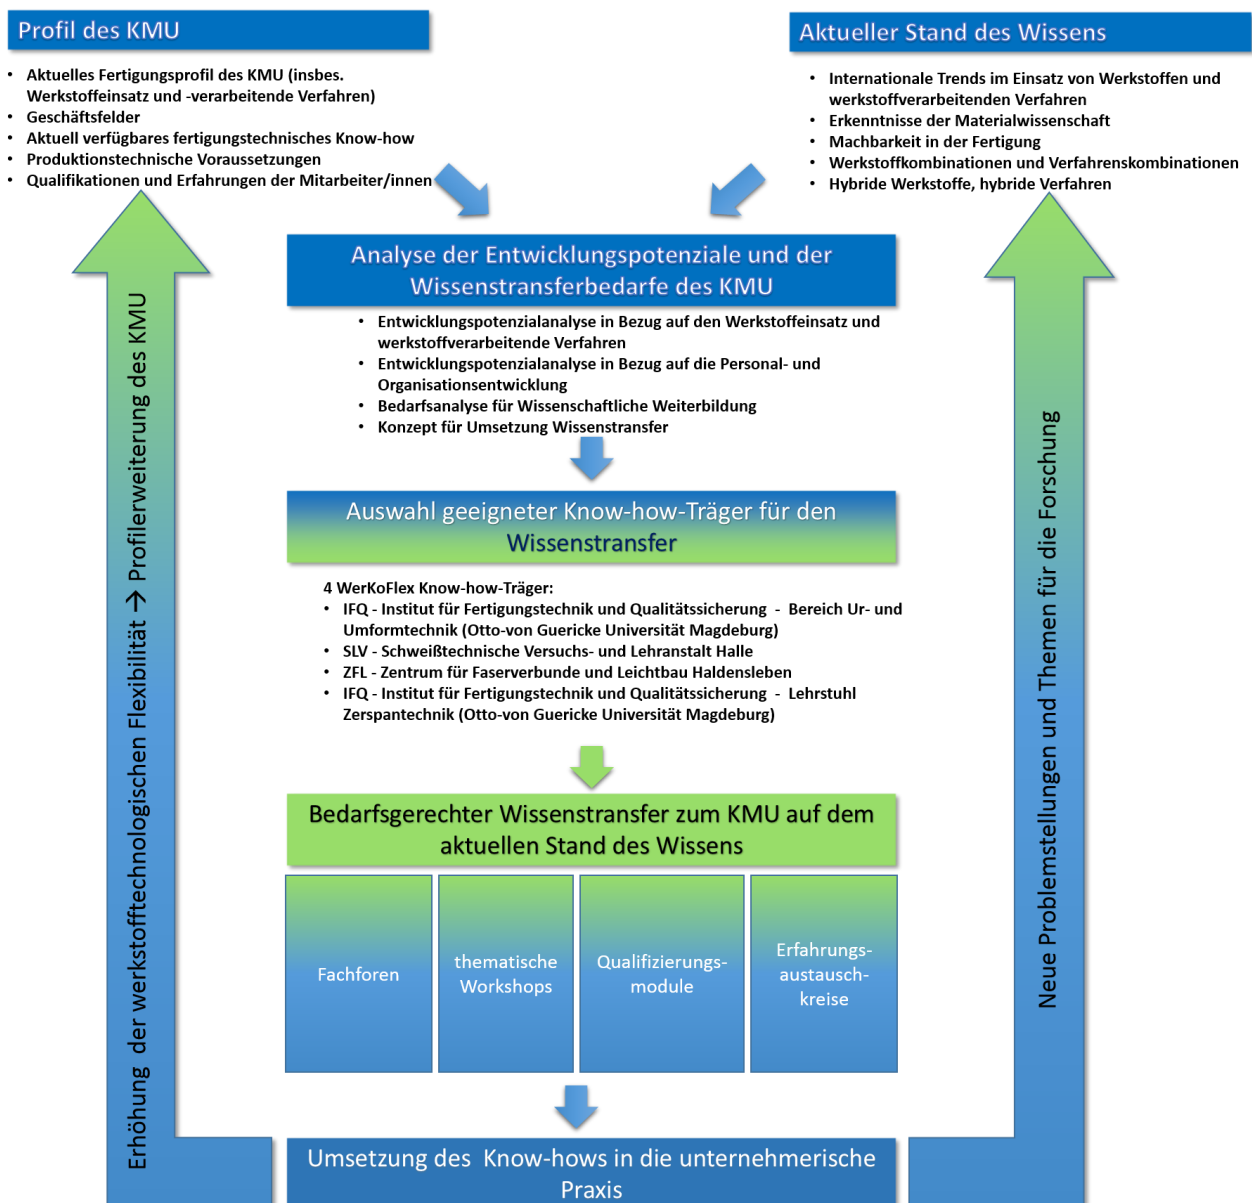 Profil des KMU
• Aktuelles Fertigungsprofil des KMU (insbes.
Werkstoffeinsatz und -verarbeitende Verfahren)
• Geschäftsfelder
• Aktuell verfügbares fertigungstechnisches Know-how
• Produktionstechnische Voraussetzungen
• Qualifikationen und Erfahrungen der Mitarbeiter/innen
Aktueller Stand des Wissens
• Internationale Trends im Einsatz von Werkstoffen und
werkstoffverarbeitenden Verfahren
• Erkenntnisse der Materialwissenschaft
• Machbarkeit in der Fertigung
• Werkstoffkombinationen und Verfahrenskombinationen
• Hybride Werkstoffe, hybride Verfahren
Analyse der Entwicklungspotenziale und der
Wissenstransferbedarfe des KMU
• Entwicklungspotenzialanalyse in Bezug auf den Werkstoffeinsatz und
werkstoffverarbeitende Verfahren
• Entwicklungspotenzialanalyse in Bezug auf die Personal- und
Organisationsentwicklung
• Bedarfsanalyse für Wissenschaftliche Weiterbildung
• Konzept für Umsetzung Wissenstransfer
Auswahl geeigneter Know-how-Träger für den
Wissenstransfer
4 WerKoFlex Know-how-Träger:
• IFQ - Institut für Fertigungstechnik und Qualitätssicherung - Bereich Ur- und
Umformtechnik (Otto-von Guericke Universität Magdeburg)
• SLV - Schweißtechnische Versuchs- und Lehranstalt Halle
• ZFL - Zentrum für Faserverbunde und Leichtbau Haldensleben
• IFQ - Institut für Fertigungstechnik und Qualitätssicherung - Lehrstuhl
Zerspantechnik (Otto-von Guericke Universität Magdeburg)
Bedarfsgerechter Wissenstransfer zum KMU auf dem
aktuellen Stand des Wissens
Fachforen
thematische
Workshops
Qualifizierungs-
module
Erfahrungs-
austausch-
kreise
Umsetzung des Know-hows in die unternehmerische
Praxis
Erhöhung der werkstofftechnologischen Flexibilität → Profilerweiterung des KMU
Neue Problemstellungen und Themen für die Forschung